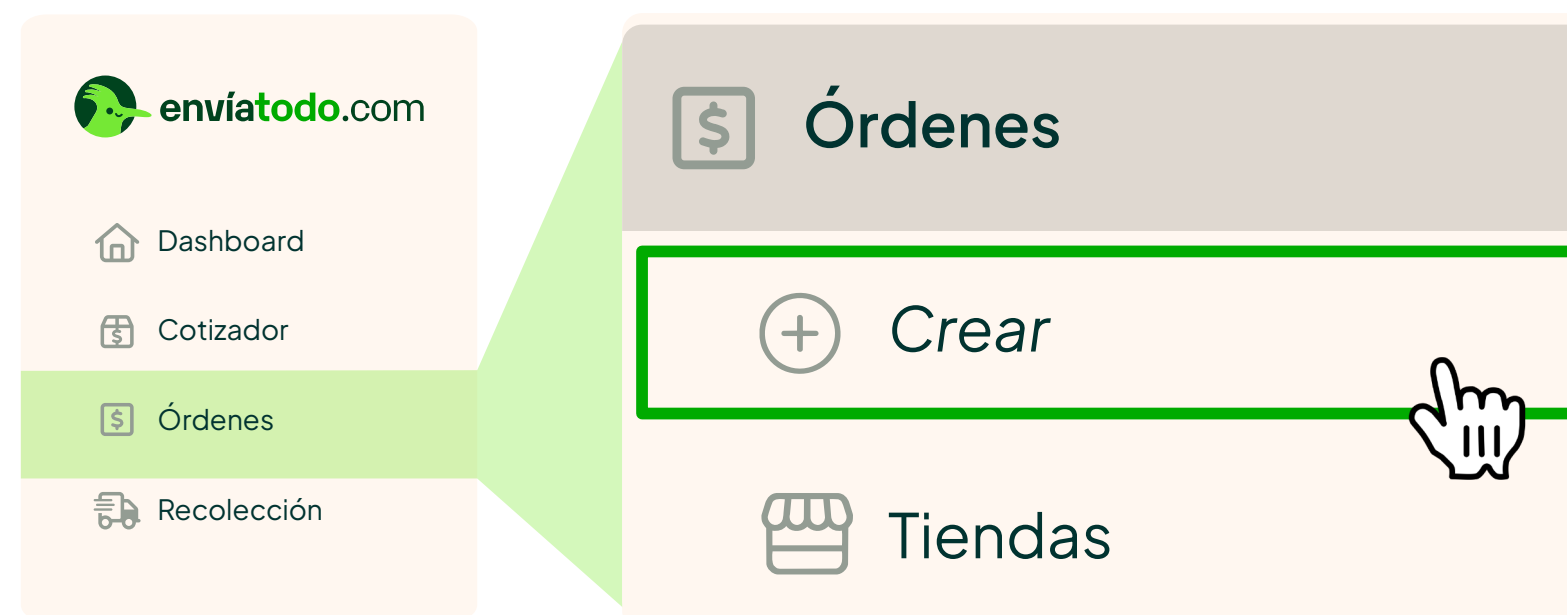 envíatodo.com
Dashboard
Cotizador
Órdenes
Recolección
Órdenes
Crear
Tiendas